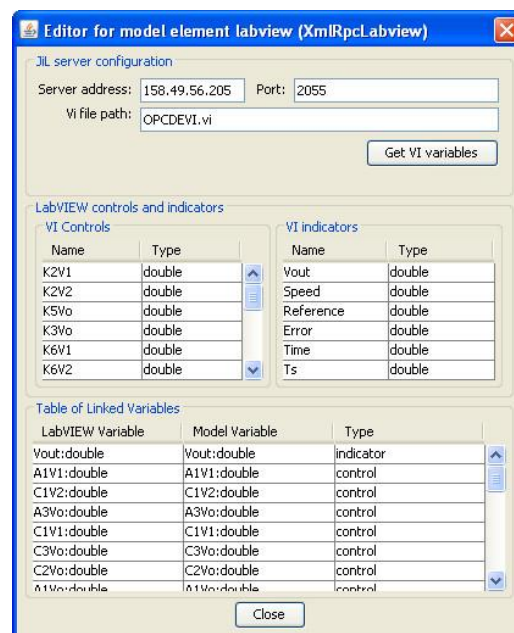 Editor for model element labview (XmlRpcLabview)
JiL server configuration
Server address: 158.49.56.205 Port: 2055
Vi file path: OPCDEVI.vi
Get VI variables
LabVIEW controls and indicators
VI Controls VI indicators
Name Type Name Type
K2V1 double Vout double
K2V2 double Speed double
K5Vo double Reference double
K3Vo double Error double
K6V1 double Time double
K6V2 double Ts double
Table of Linked Variables
LabVIEW Variable Model Variable Type
Vout:double Vout:double indicator
A1V1:double A1V1:double control
C1V2:double C1V2:double control
A3Vo:double A3Vo:double control
C1V1:double C1V1:double control
C3Vo:double C3Vo:double control
C2Vo:double C2Vo:double control
A1Vo:double A1Vo:double control
Close